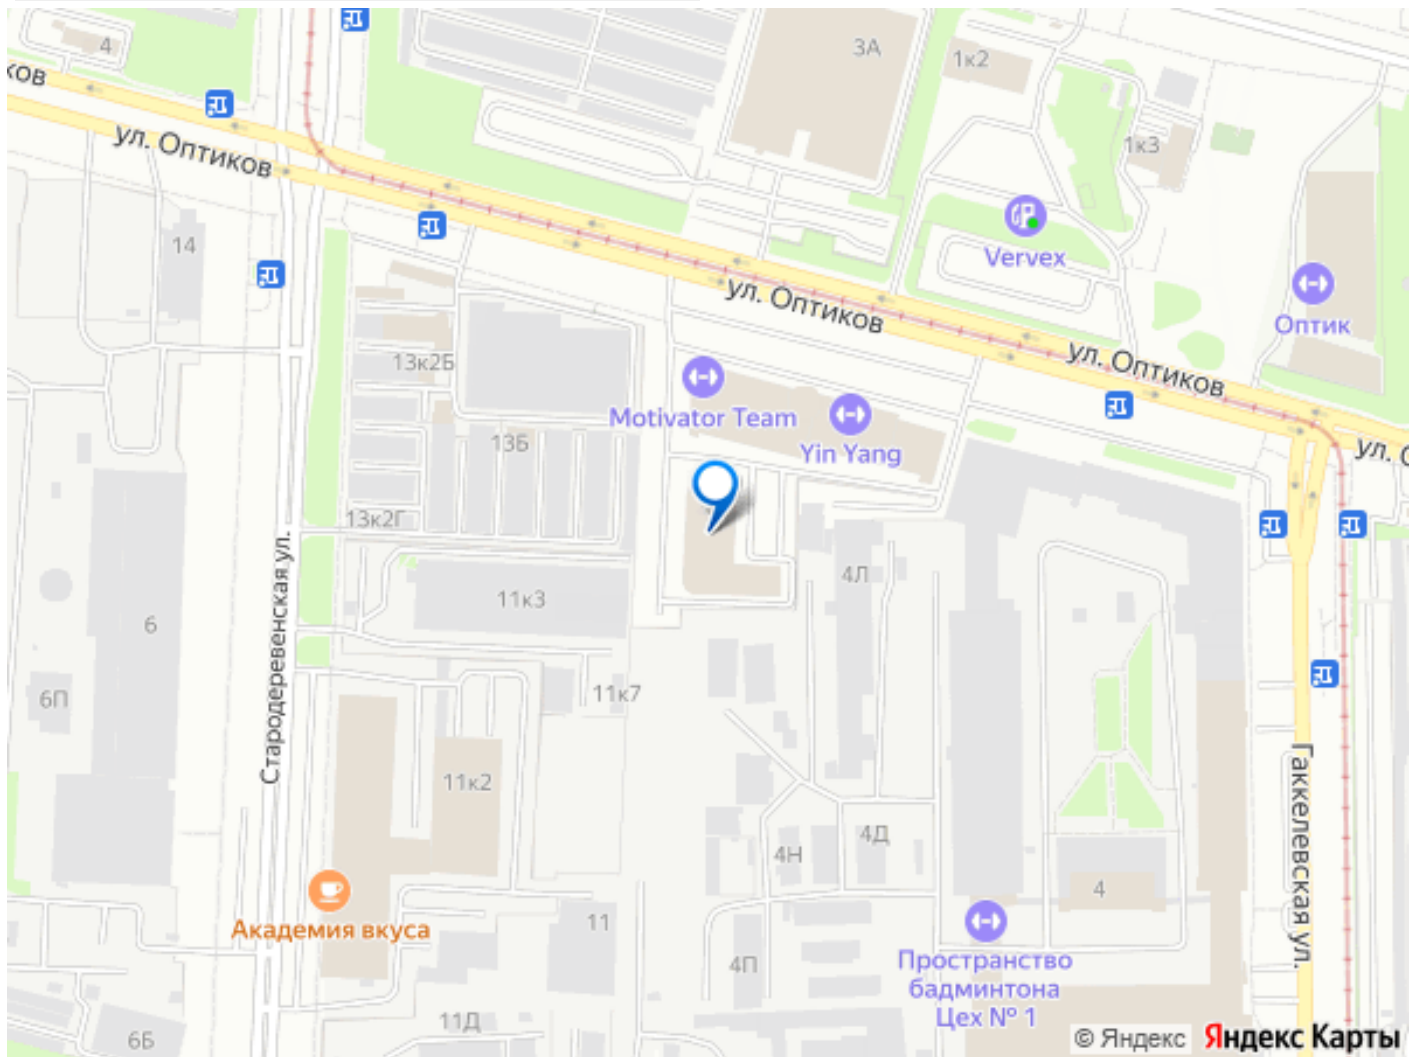 4
3А
1к2
ков
ул. Оптиков
1к3
14
Vervex
ул. Оптиков
Оптик
ул. Оптиков
13к2Б
Motivator Team
Yin Yang
ул. О
13Б
13к2Г
4Л
11к3
Стародеревенская ул.
6
6П
11к7
11к2
Гаккелевская ул.
4Д
4Н
4
Академия вкуса
11
4П
Пространство
бадминтона
Цех № 1
11Д
6Б
© Яндекс Яндекс Карты